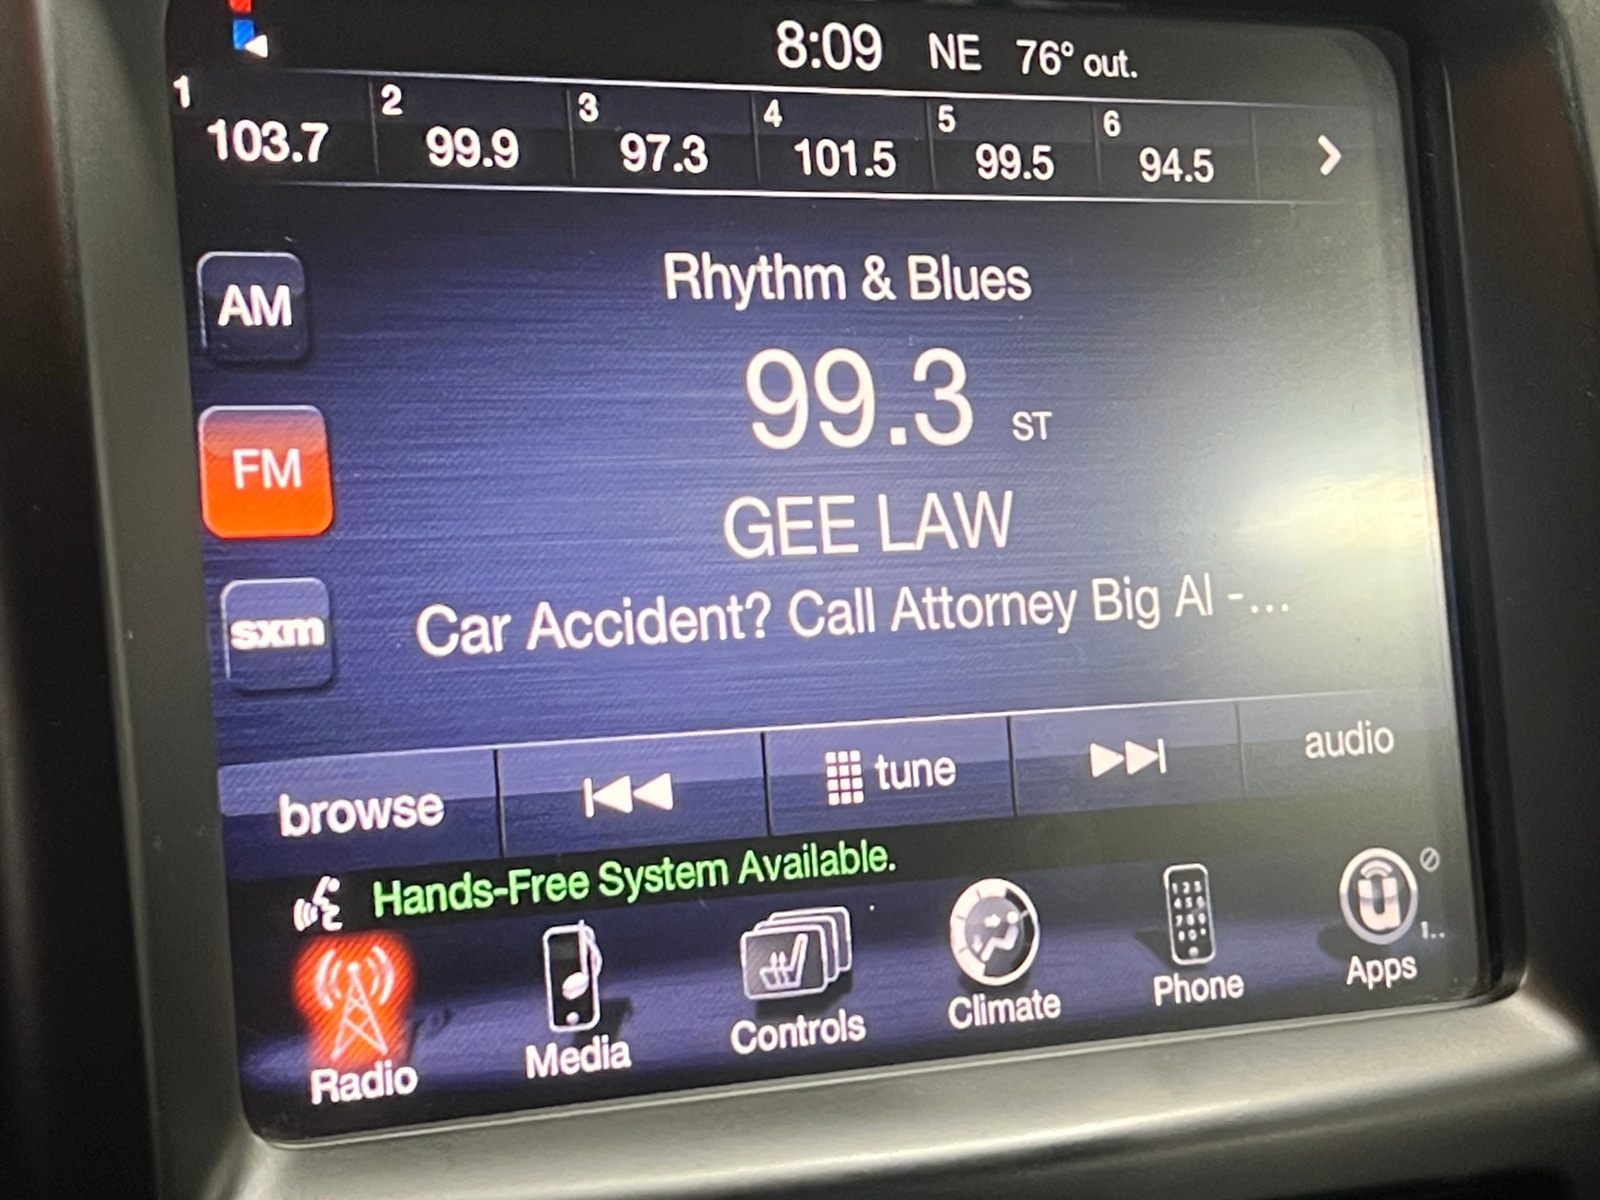 8:09 NE 76° out.
1 2 3 4 5 6
103.7 99.9 97.3 101.5 99.5 94.5
Rhythm & Blues
AM
99.3 ST
FM
GEE LAW
Car Accident? Call Attorney Big Al -...
sxm
browse tune audio
Hands-Free System Available.
Radio Media Controls Climate Phone Apps
1..